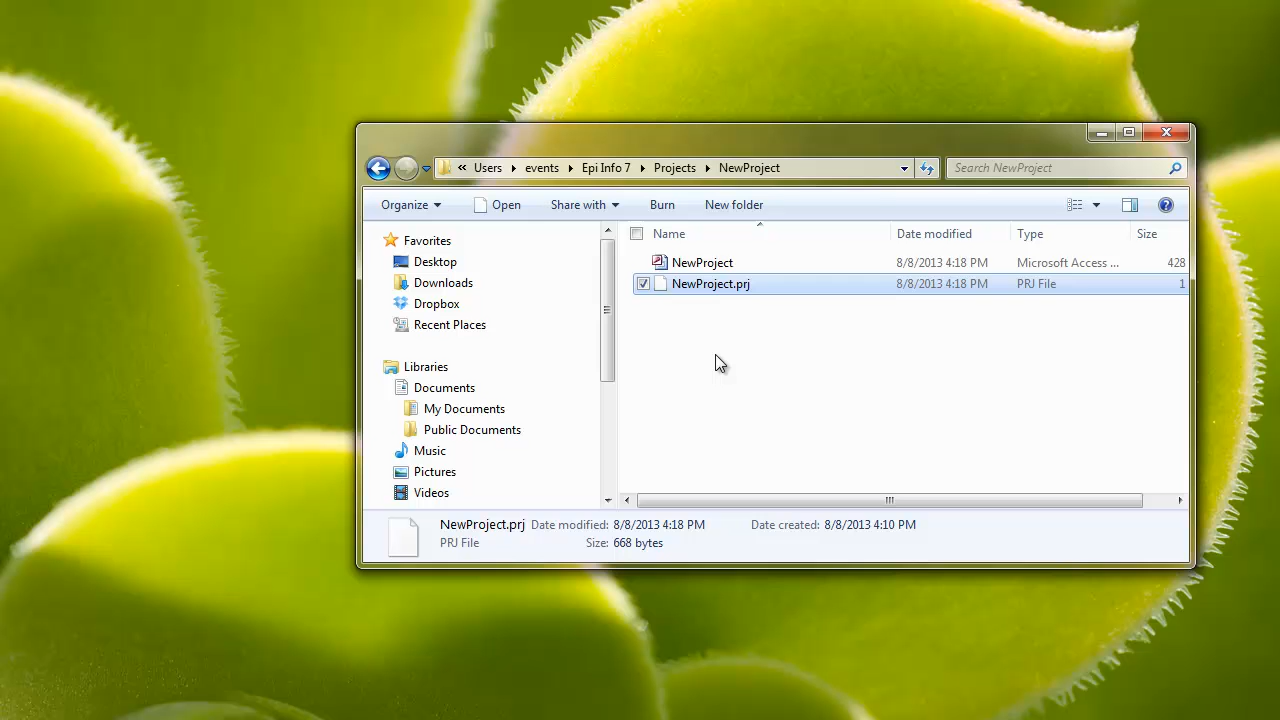 « Users events Epi Info 7 Projects NewProject
Search NewProject
Organize Open Share with Burn New folder
Name Date modified Type Size
NewProject 8/8/2013 4:18 PM Microsoft Access ... 428
NewProject.prj 8/8/2013 4:18 PM PRJ File 1
Favorites
Desktop
Downloads
Dropbox
Recent Places
Libraries
Documents
My Documents
Public Documents
Music
Pictures
Videos
NewProject.prj Date modified: 8/8/2013 4:18 PM Date created: 8/8/2013 4:10 PM
PRJ File Size: 668 bytes